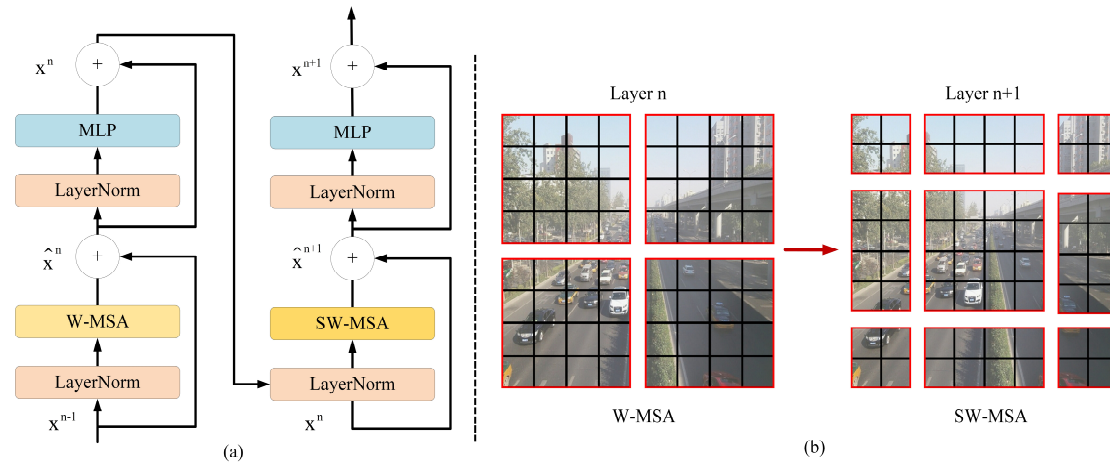 x^n
+
MLP
LayerNorm
x̂^n
+
W-MSA
LayerNorm
x^n-1
x^n+1
+
MLP
LayerNorm
x̂^n+1
+
SW-MSA
LayerNorm
x^n
(a)
Layer n
Layer n+1
W-MSA
SW-MSA
(b)